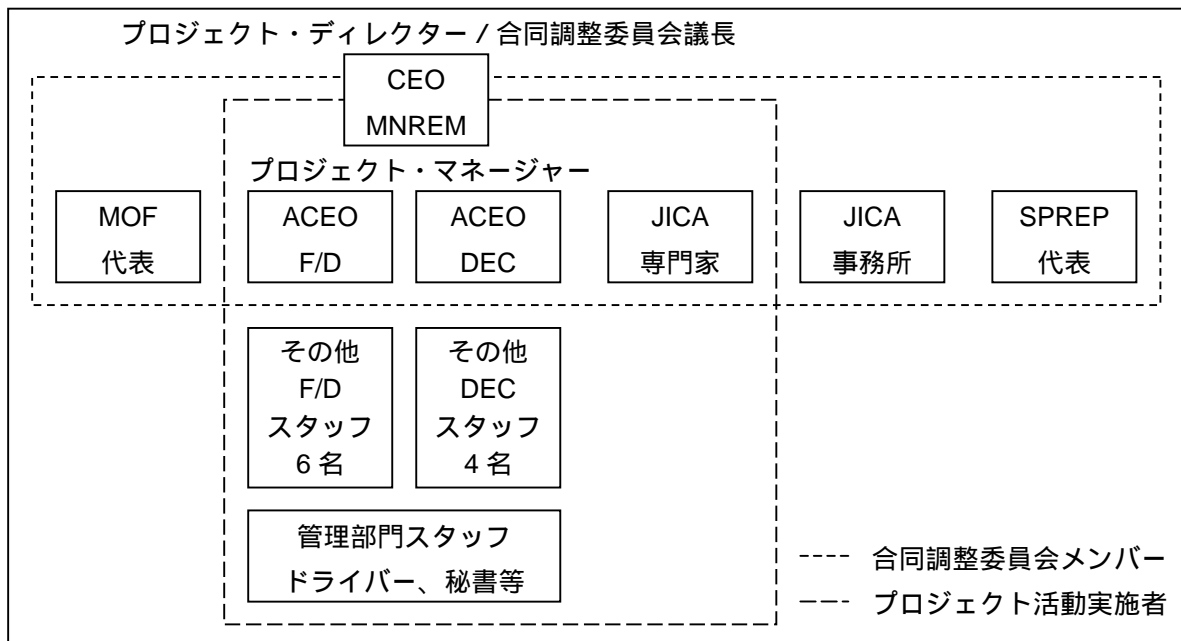 プロジェクト・ディレクター / 合同調整委員会議長
CEO
MNREM
プロジェクト・マネージャー
MOF
代表
ACEO
F/D
ACEO
DEC
JICA
専門家
JICA
事務所
SPREP
代表
その他
F/D
スタッフ
6 名
その他
DEC
スタッフ
4 名
管理部門スタッフ
ドライバー、秘書等
合同調整委員会メンバー
プロジェクト活動実施者